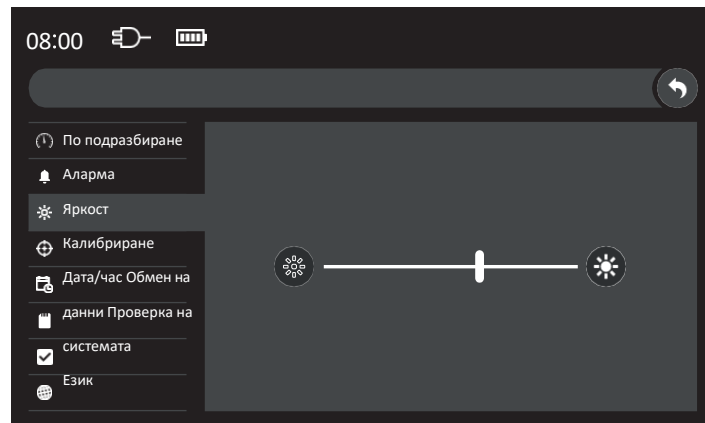 08:00
По подразбиране
Аларма
Яркост
Калибриране
Дата/час Обмен на
данни Проверка на
системата
Език